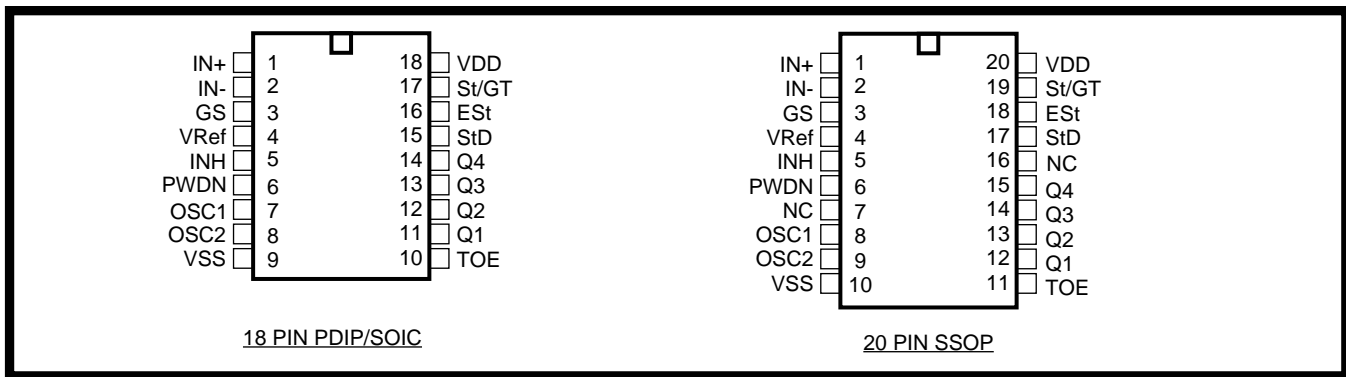 IN+ 1 18 VDD
IN- 2 17 St/GT
GS 3 16 ESt
VRef 4 15 StD
INH 5 14 Q4
PWDN 6 13 Q3
OSC1 7 12 Q2
OSC2 8 11 Q1
VSS 9 10 TOE
18 PIN PDIP/SOIC
IN+ 1 20 VDD
IN- 2 19 St/GT
GS 3 18 ESt
VRef 4 17 StD
INH 5 16 NC
PWDN 6 15 Q4
NC 7 14 Q3
OSC1 8 13 Q2
OSC2 9 12 Q1
VSS 10 11 TOE
20 PIN SSOP